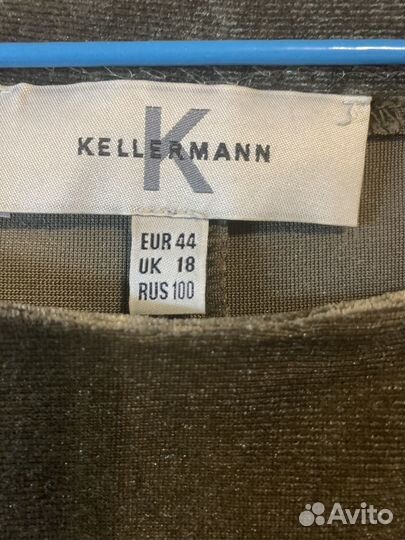 K
KELLERMANN
EUR 44
UK 18
RUS 100
Avito